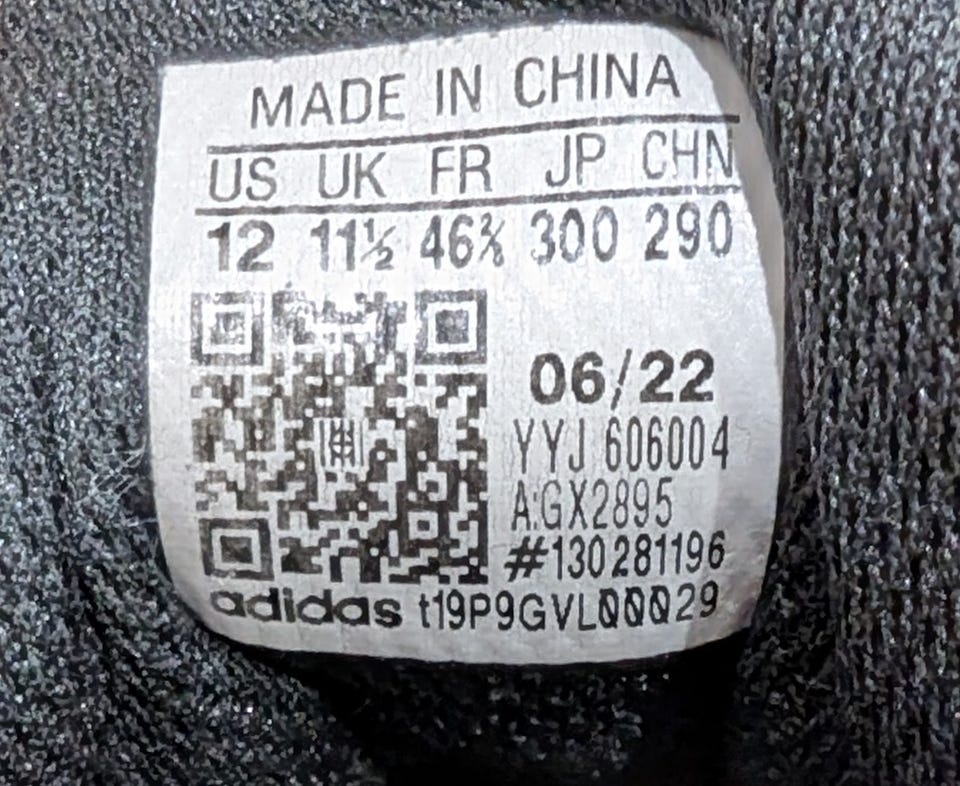 MADE IN CHINA
US UK FR JP CHN
12 11½ 46⅔ 300 290
06/22
YYJ 606004
A:GX2895
#130281196
adidas t19P9GVL000029